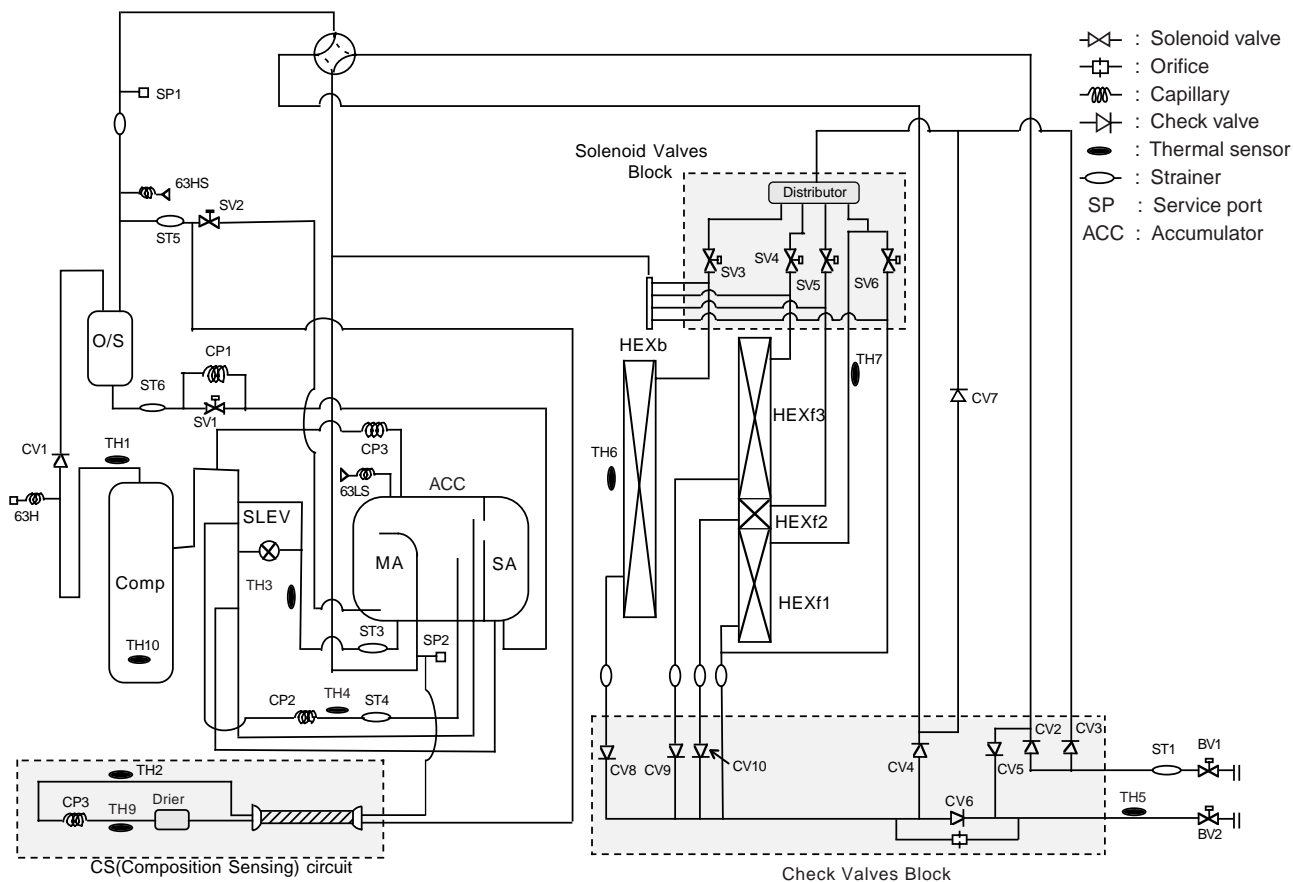 : Solenoid valve
: Orifice
: Capillary
: Check valve
: Thermal sensor
: Strainer
SP : Service port
ACC : Accumulator
SP1
63HS
SV2
ST5
Solenoid Valves
Block
Distributor
SV3
SV4
SV5
SV6
O/S
CP1
ST6
SV1
HEXb
TH7
HEXf3
CV7
CV1
TH1
CP3
63LS
ACC
TH6
63H
SLEV
MA
SA
HEXf2
Comp
TH3
HEXf1
TH10
ST3
SP2
CP2
TH4
ST4
CV8
CV9
CV10
CV4
CV5
CV2
CV3
ST1
BV1
CV6
TH5
BV2
TH2
CP3
TH9
Drier
CS(Composition Sensing) circuit
Check Valves Block